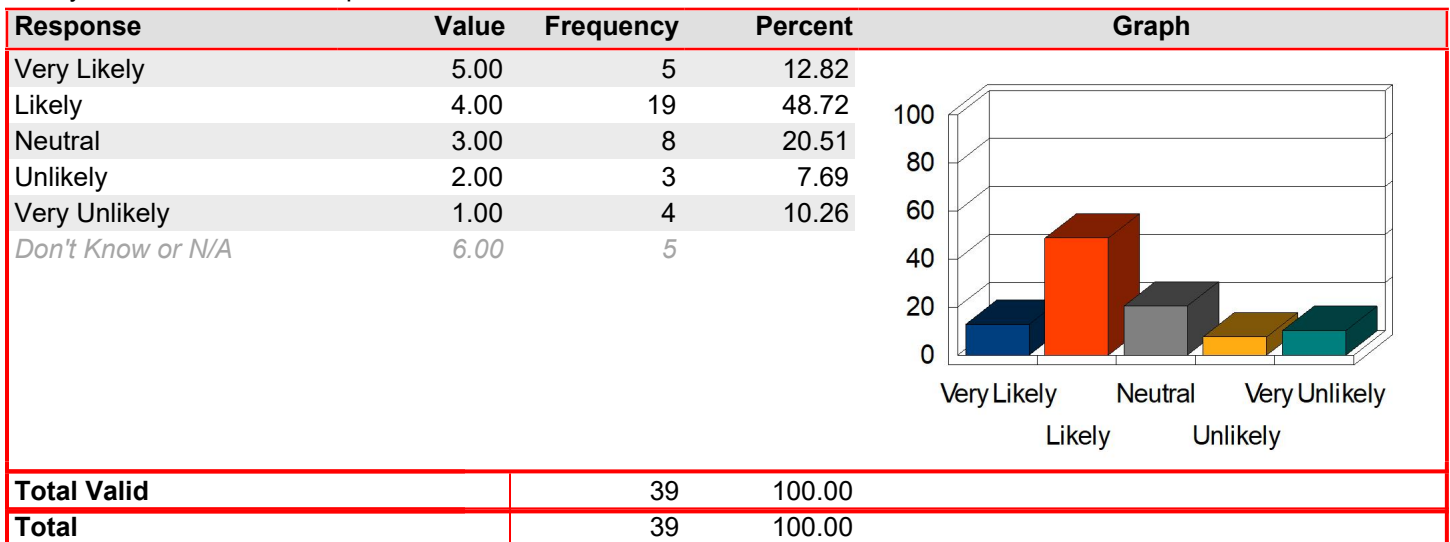 Response Value Frequency Percent Graph
Very Likely 5.00 5 12.82
Likely 4.00 19 48.72
Neutral 3.00 8 20.51
Unlikely 2.00 3 7.69
Very Unlikely 1.00 4 10.26
Don't Know or N/A 6.00 5
100
80
60
40
20
0
Very Likely Neutral Very Unlikely
Likely Unlikely
Total Valid 39 100.00
Total 39 100.00